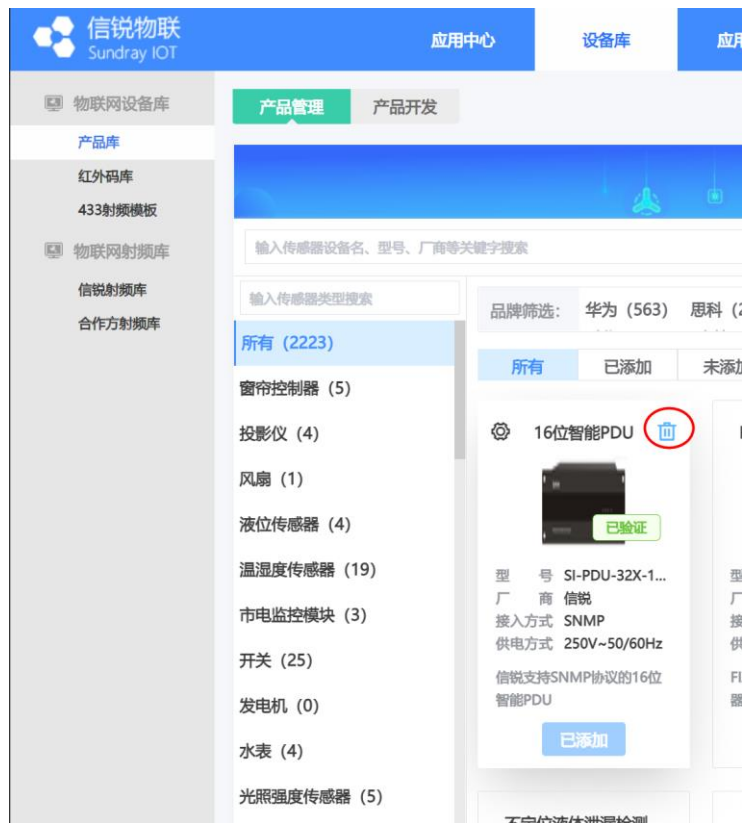 信锐物联
Sundray IOT
应用中心
设备库
物联网设备库
产品库
红外码库
433射频模板
物联网射频库
信锐射频库
合作方射频库
产品管理
产品开发
输入传感器设备名、型号、厂商等关键字搜索
输入传感器类型搜索
所有 (2223)
窗帘控制器 (5)
投影仪 (4)
风扇 (1)
液位传感器 (4)
温湿度传感器 (19)
市电监控模块 (3)
开关 (25)
发电机 (0)
水表 (4)
光照强度传感器 (5)
品牌筛选: 华为 (563) 思科
所有 已添加 未添加
16位智能PDU
已验证
型 号 SI-PDU-32X-1...
厂 商 信锐
接入方式 SNMP
供电方式 250V~50/60Hz
信锐支持SNMP协议的16位
智能PDU
已添加
不定位液体泄漏检测